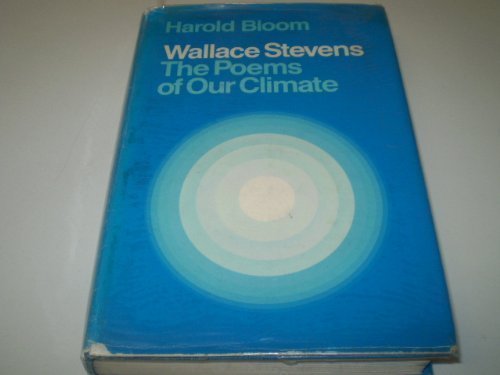 Harold Bloom
Wallace Stevens
The Poems
of Our Climate